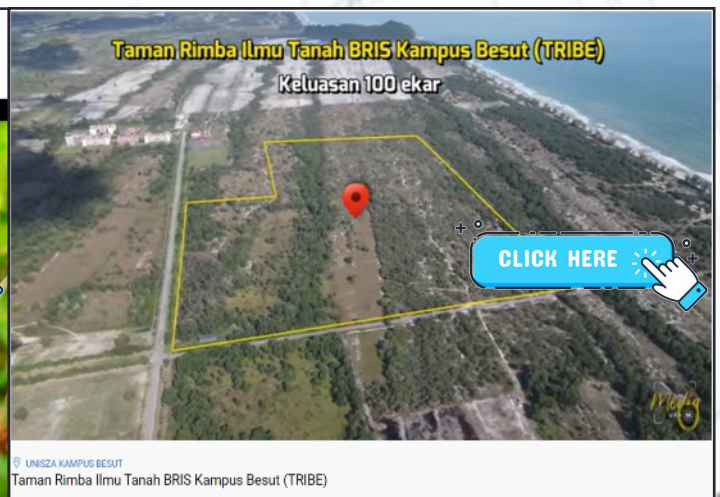 Taman Rimba Ilmu Tanah BRIS Kampus Besut (TRIBE)
Keluasan 100 ekar
CLICK HERE
Media
UNISZA KAMPUS BESUT
Taman Rimba Ilmu Tanah BRIS Kampus Besut (TRIBE)